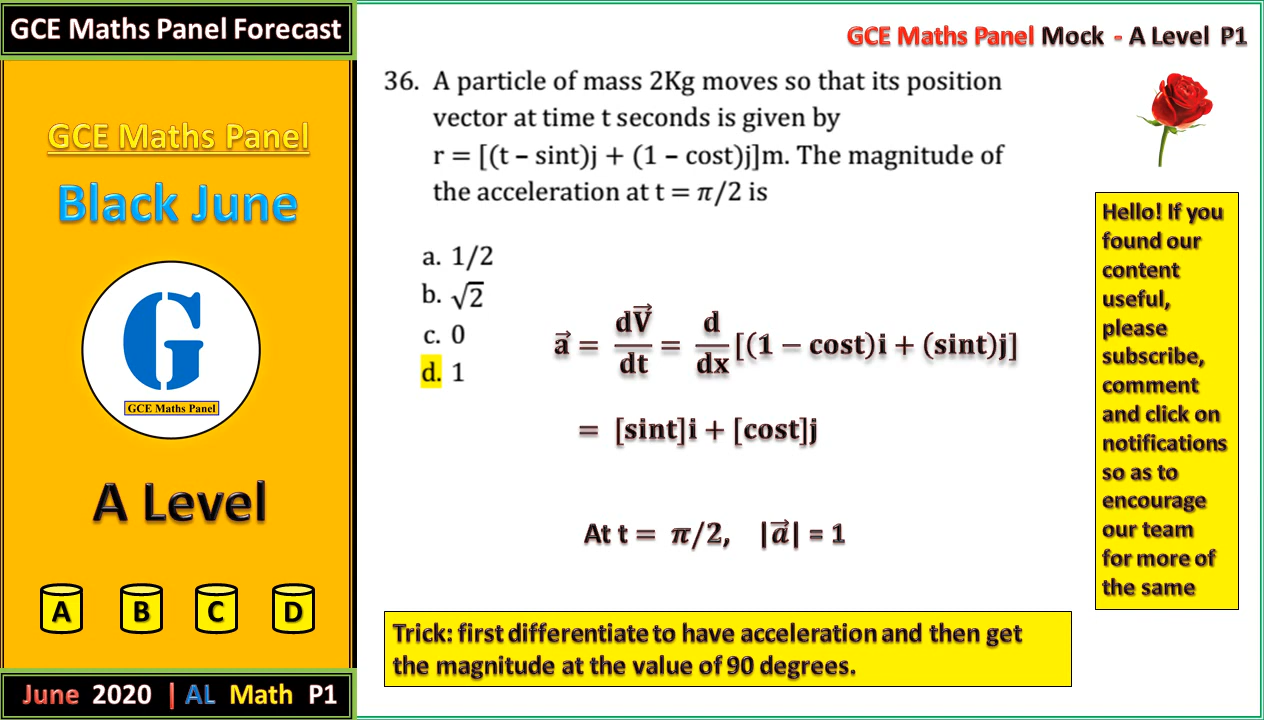 GCE Maths Panel Forecast
GCE Maths Panel
Black June
G
GCE Maths Panel
A Level
A B C D
June 2020 | AL Math P1
GCE Maths Panel Mock - A Level P1
36. A particle of mass 2Kg moves so that its position
vector at time t seconds is given by
r = [(t – sint)j + (1 – cost)j]m. The magnitude of
the acceleration at t = π/2 is
a. 1/2
b. √2
c. 0
d. 1
a⃗ = dV⃗/dt = d/dx [(1 − cost)i + (sint)j]
= [sint]i + [cost]j
At t = π/2, |a⃗| = 1
Trick: first differentiate to have acceleration and then get
the magnitude at the value of 90 degrees.
Hello! If you
found our
content
useful,
please
subscribe,
comment
and click on
notifications
so as to
encourage
our team
for more of
the same